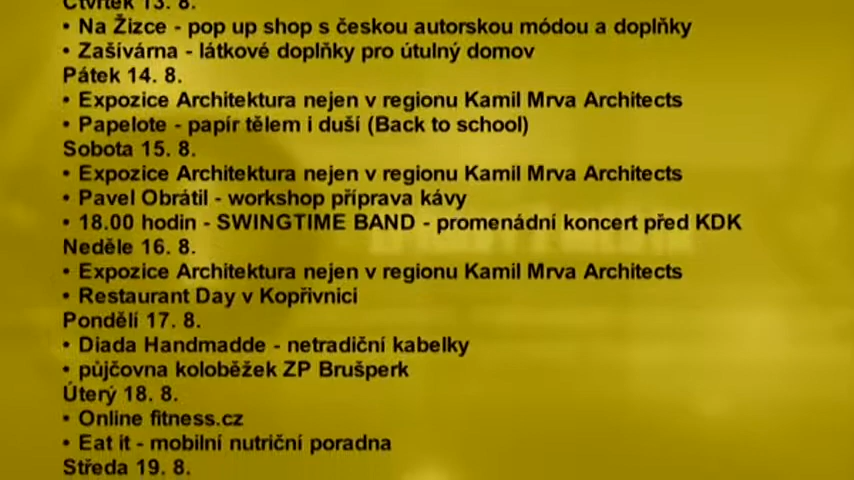 Čtvrtek 13. 8.
• Na Žizce - pop up shop s českou autorskou módou a doplňky
• Zašívárna - látkové doplňky pro útulný domov
Pátek 14. 8.
• Expozice Architektura nejen v regionu Kamil Mrva Architects
• Papelote - papír tělem i duší (Back to school)
Sobota 15. 8.
• Expozice Architektura nejen v regionu Kamil Mrva Architects
• Pavel Obrátil - workshop příprava kávy
• 18.00 hodin - SWINGTIME BAND - promenádní koncert před KDK
Neděle 16. 8.
• Expozice Architektura nejen v regionu Kamil Mrva Architects
• Restaurant Day v Kopřivnici
Pondělí 17. 8.
• Diada Handmadde - netradiční kabelky
• půjčovna koloběžek ZP Brušperk
Úterý 18. 8.
• Online fitness.cz
• Eat it - mobilní nutriční poradna
Středa 19. 8.